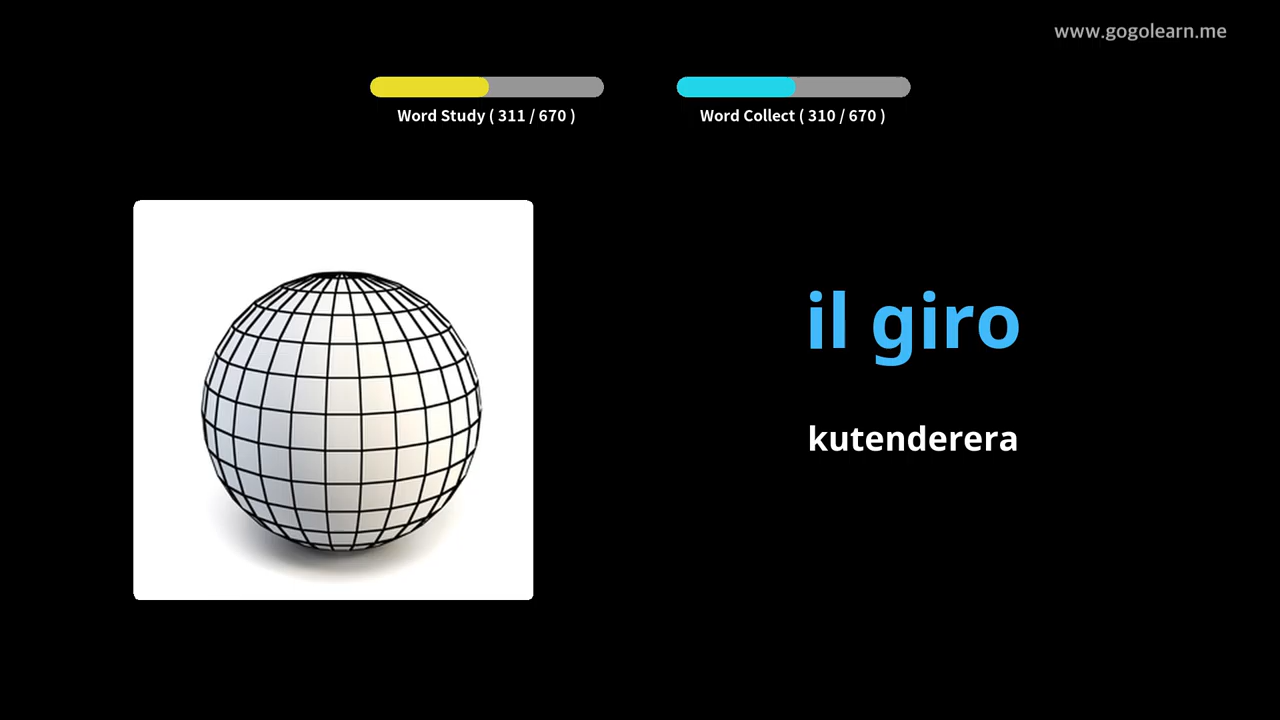 www.gogolearn.me
Word Study ( 311 / 670 )
Word Collect ( 310 / 670 )
il giro
kutenderera